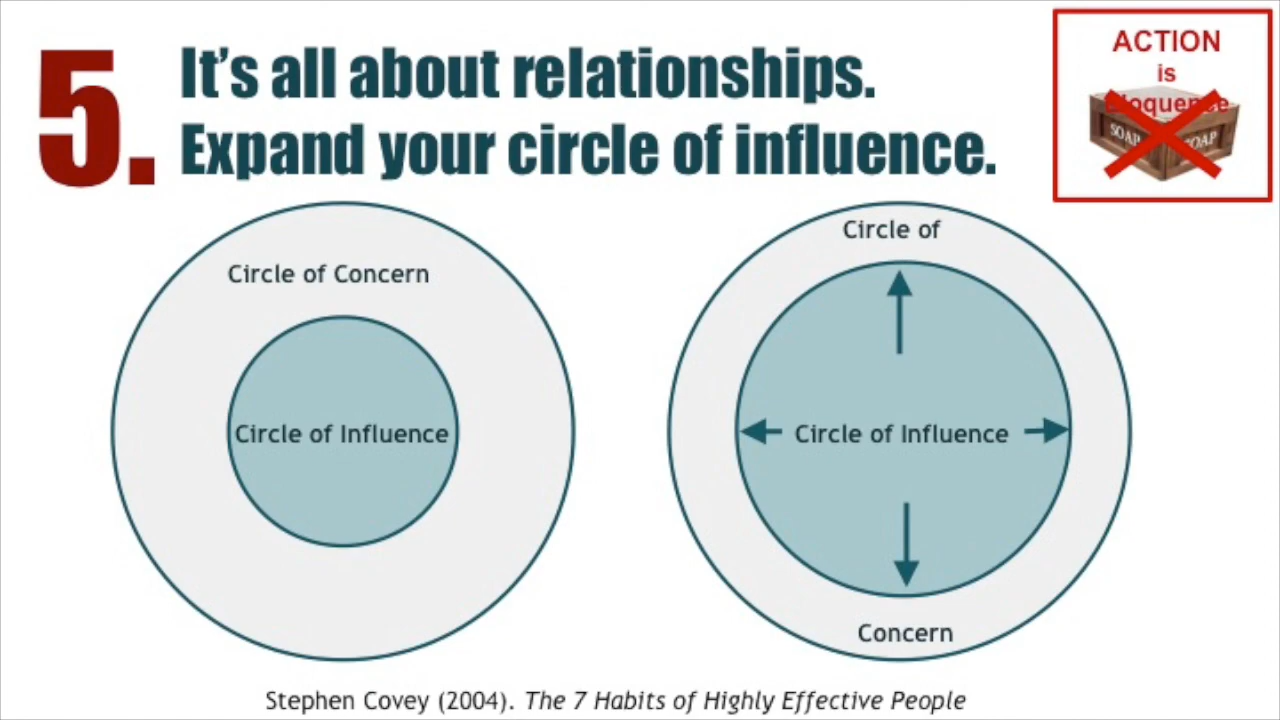 5.
It's all about relationships.
Expand your circle of influence.
ACTION
is
eloquence
SOAP
SOAP
Circle of Concern
Circle of Influence
Circle of
Circle of Influence
Concern
Stephen Covey (2004). The 7 Habits of Highly Effective People